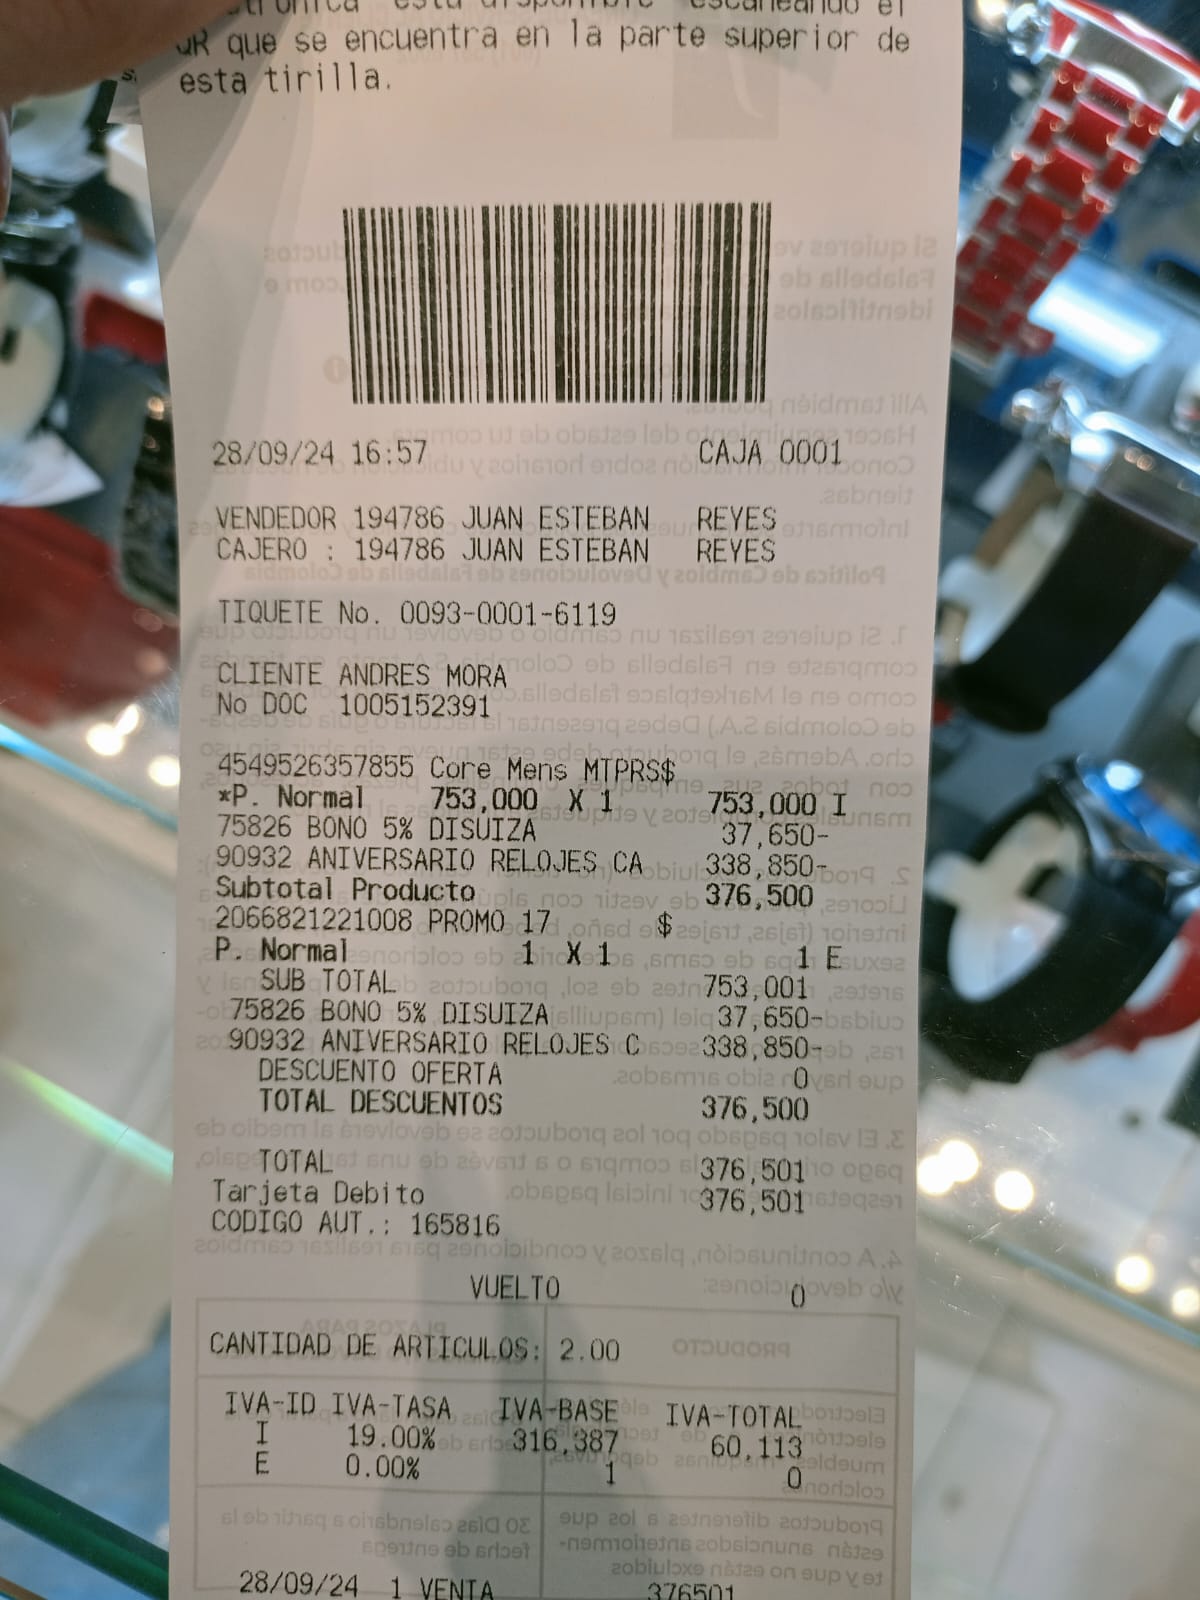 está disponible escaneando el
QR que se encuentra en la parte superior de
esta tirilla.
28/09/24 16:57 CAJA 0001
VENDEDOR 194786 JUAN ESTEBAN REYES
CAJERO : 194786 JUAN ESTEBAN REYES
TIQUETE No. 0093-0001-6119
CLIENTE ANDRES MORA
No DOC 1005152391
4549526357855 Core Mens MTPRS$
*P. Normal 753,000 X 1 753,000 I
75826 BONO 5% DISUIZA 37,650-
90932 ANIVERSARIO RELOJES CA 338,850-
Subtotal Producto 376,500
2066821221008 PROMO 17 $
P. Normal 1 X 1 1 E
SUB TOTAL 753,001
75826 BONO 5% DISUIZA 37,650-
90932 ANIVERSARIO RELOJES C 338,850-
DESCUENTO OFERTA 0
TOTAL DESCUENTOS 376,500
TOTAL 376,501
Tarjeta Debito 376,501
CODIGO AUT.: 165816
VUELTO 0
CANTIDAD DE ARTICULOS: 2.00
IVA-ID IVA-TASA IVA-BASE IVA-TOTAL
I 19.00% 316,387 60,113
E 0.00% 1 0
28/09/24 1 VENTA 376501